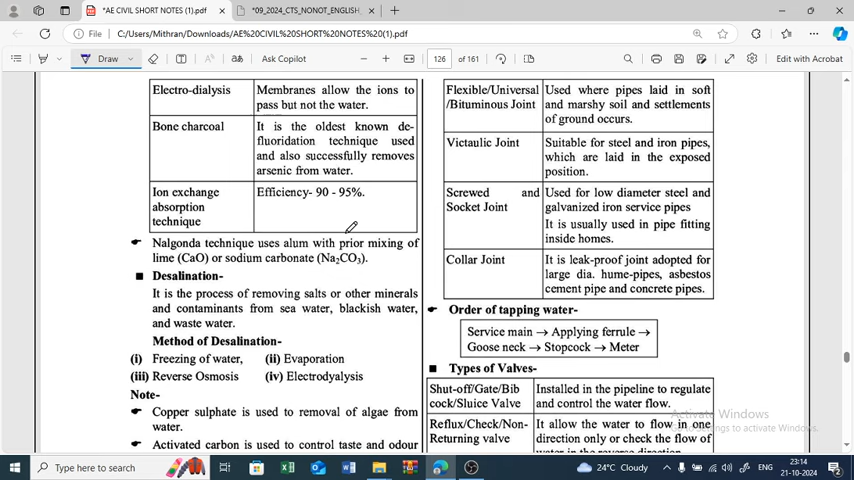 *AE CIVIL SHORT NOTES (1).pdf
*09_2024_CTS_NONOT_ENGLISH_
File
C:/Users/Mithran/Downloads/AE%20CIVIL%20SHORT%20NOTES%20(1).pdf
Draw
Ask Copilot
126 of 161
Edit with Acrobat
Electro-dialysis
Membranes allow the ions to
pass but not the water.
Bone charcoal
It is the oldest known de-
fluoridation technique used
and also successfully removes
arsenic from water.
Ion exchange
absorption
technique
Efficiency- 90 - 95%.
☛ Nalgonda technique uses alum with prior mixing of
lime (CaO) or sodium carbonate (Na₂CO₃).
■ Desalination-
It is the process of removing salts or other minerals
and contaminants from sea water, blackish water,
and waste water.
Method of Desalination-
(i) Freezing of water, (ii) Evaporation
(iii) Reverse Osmosis (iv) Electrodyalysis
Note-
☛ Copper sulphate is used to removal of algae from
water.
☛ Activated carbon is used to control taste and odour
Flexible/Universal
/Bituminous Joint
Used where pipes laid in soft
and marshy soil and settlements
of ground occurs.
Victaulic Joint
Suitable for steel and iron pipes,
which are laid in the exposed
position.
Screwed and
Socket Joint
Used for low diameter steel and
galvanized iron service pipes
It is usually used in pipe fitting
inside homes.
Collar Joint
It is leak-proof joint adopted for
large dia. hume-pipes, asbestos
cement pipe and concrete pipes.
☛ Order of tapping water-
Service main → Applying ferrule →
Goose neck → Stopcock → Meter
■ Types of Valves-
Shut-off/Gate/Bib
cock/Sluice Valve
Installed in the pipeline to regulate
and control the water flow.
Reflux/Check/Non-
Returning valve
It allow the water to flow in one
direction only or check the flow of
water in the reverse direction.
Activate Windows
Go to Settings to activate Windows.
Type here to search
24°C Cloudy
ENG
23:14
21-10-2024
2